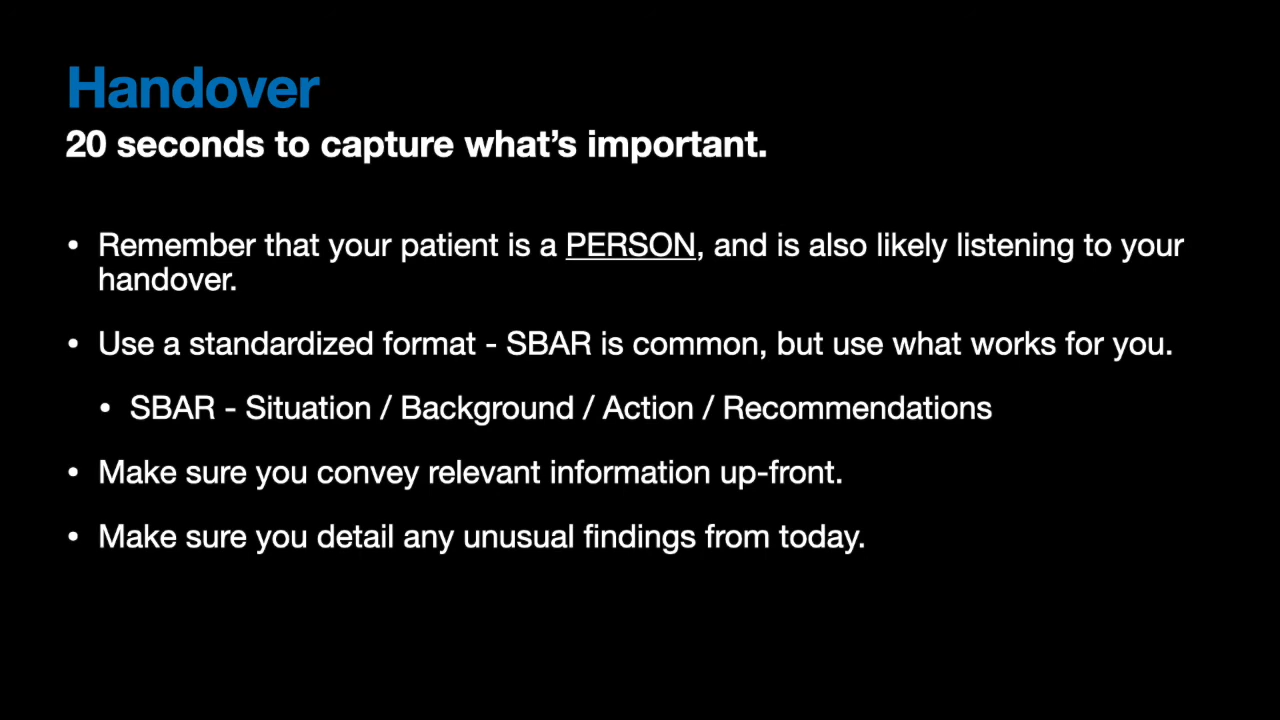 Handover
20 seconds to capture what’s important.
• Remember that your patient is a PERSON, and is also likely listening to your
handover.
• Use a standardized format - SBAR is common, but use what works for you.
• SBAR - Situation / Background / Action / Recommendations
• Make sure you convey relevant information up-front.
• Make sure you detail any unusual findings from today.